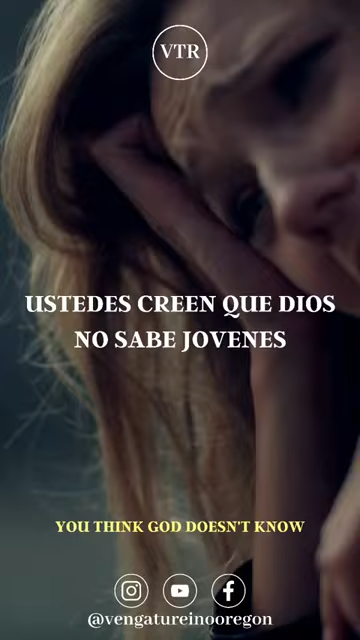 VTR
USTEDES CREEN QUE DIOS
NO SABE JOVENES
YOU THINK GOD DOESN'T KNOW
@vengatureinooregon